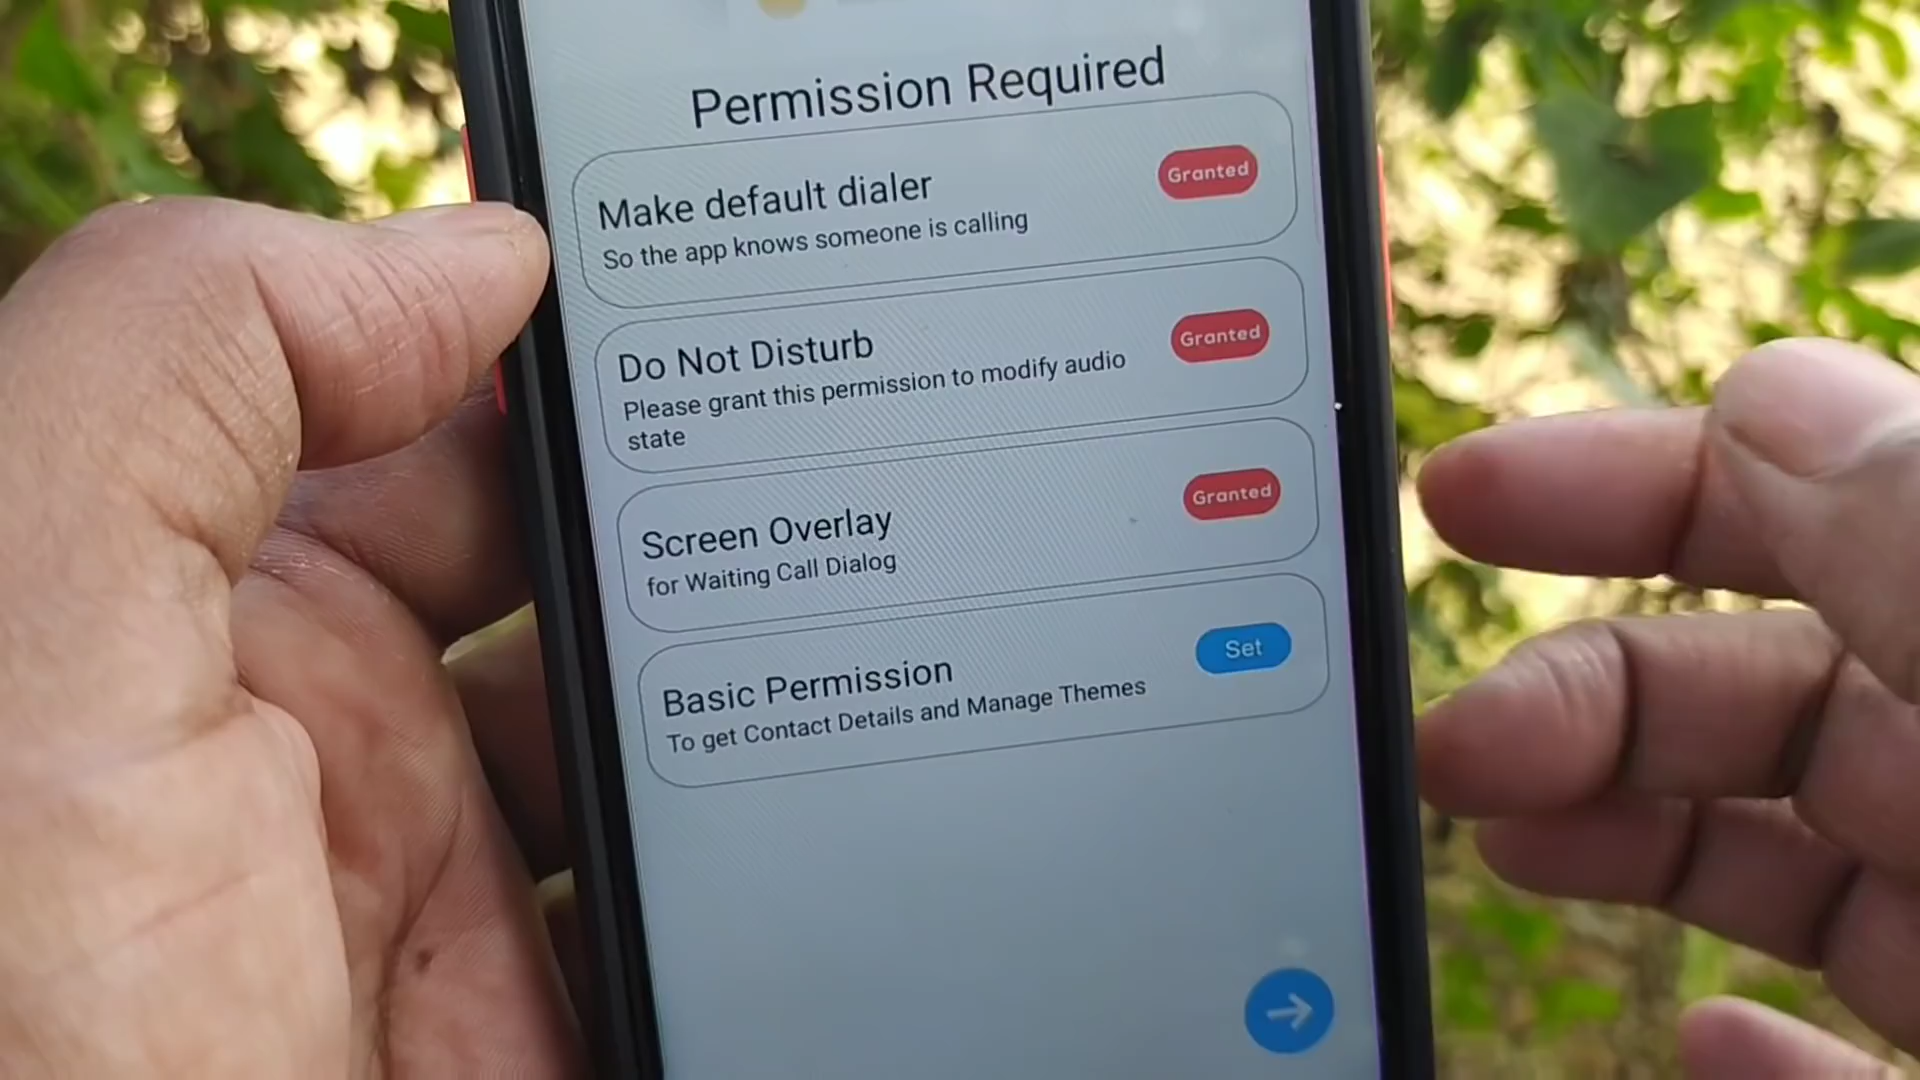 Permission Required
Make default dialer
Granted
So the app knows someone is calling
Do Not Disturb
Granted
Please grant this permission to modify audio
state
Screen Overlay
Granted
for Waiting Call Dialog
Basic Permission
Set
To get Contact Details and Manage Themes